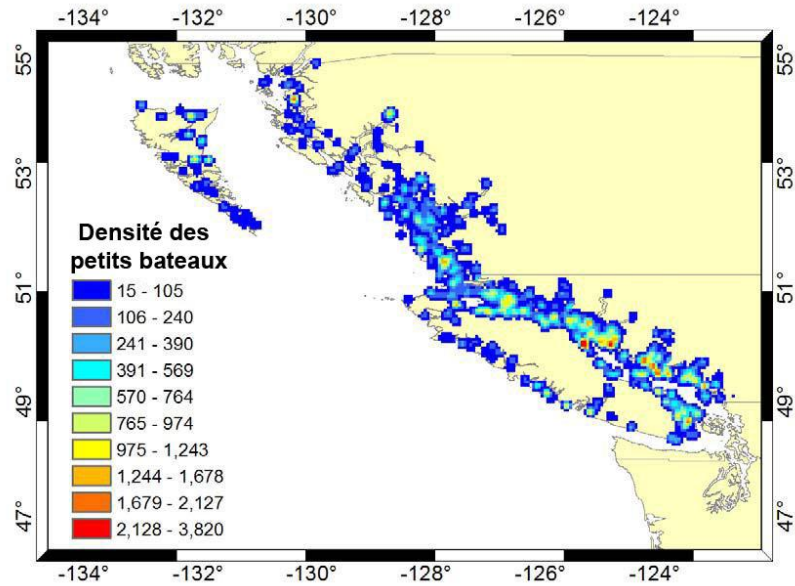 -134° -132° -130° -128° -126° -124°
55°
53°
51°
49°
47°
55°
53°
51°
49°
47°
Densité des
petits bateaux
15 - 105
106 - 240
241 - 390
391 - 569
570 - 764
765 - 974
975 - 1,243
1,244 - 1,678
1,679 - 2,127
2,128 - 3,820
-134° -132° -130° -128° -126° -124°